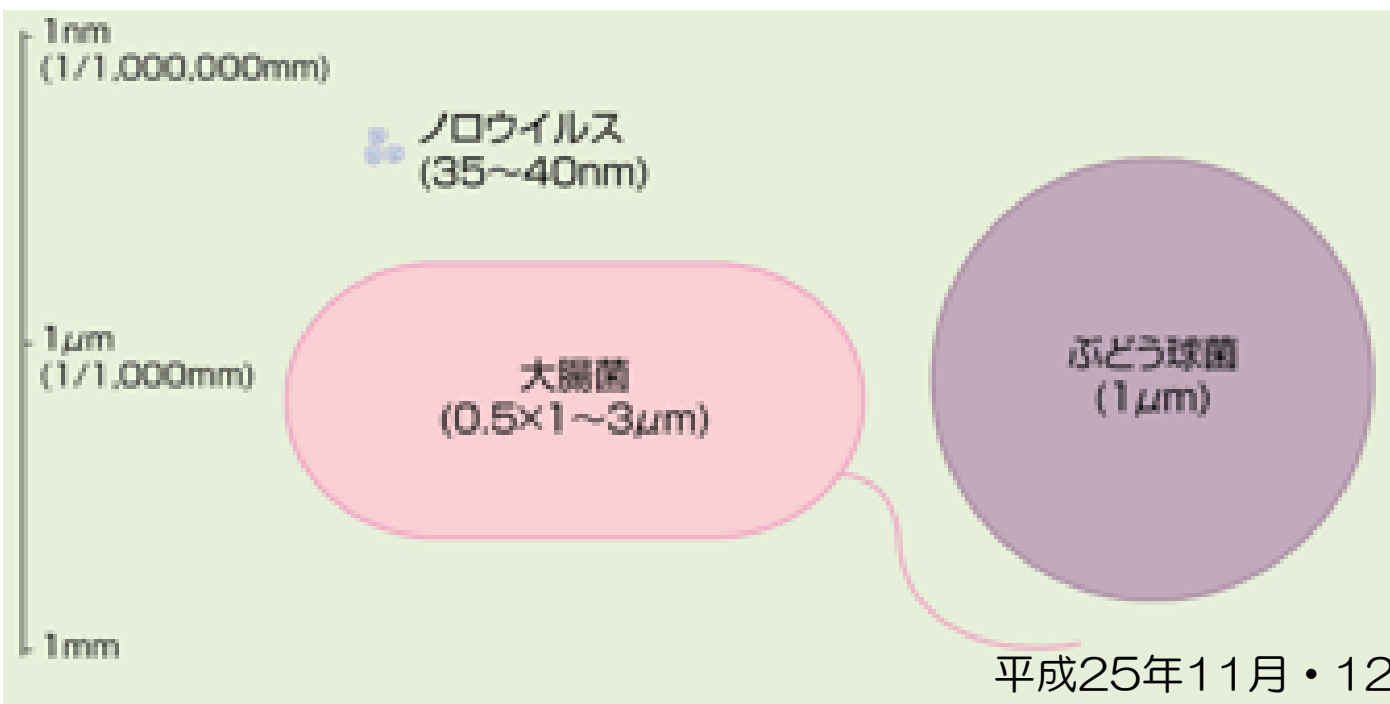 1nm
(1/1,000,000mm)
ノロウイルス
(35～40nm)
1μm
(1/1,000mm)
大腸菌
(0.5×1～3μm)
ぶどう球菌
(1μm)
1mm
平成25年11月・12